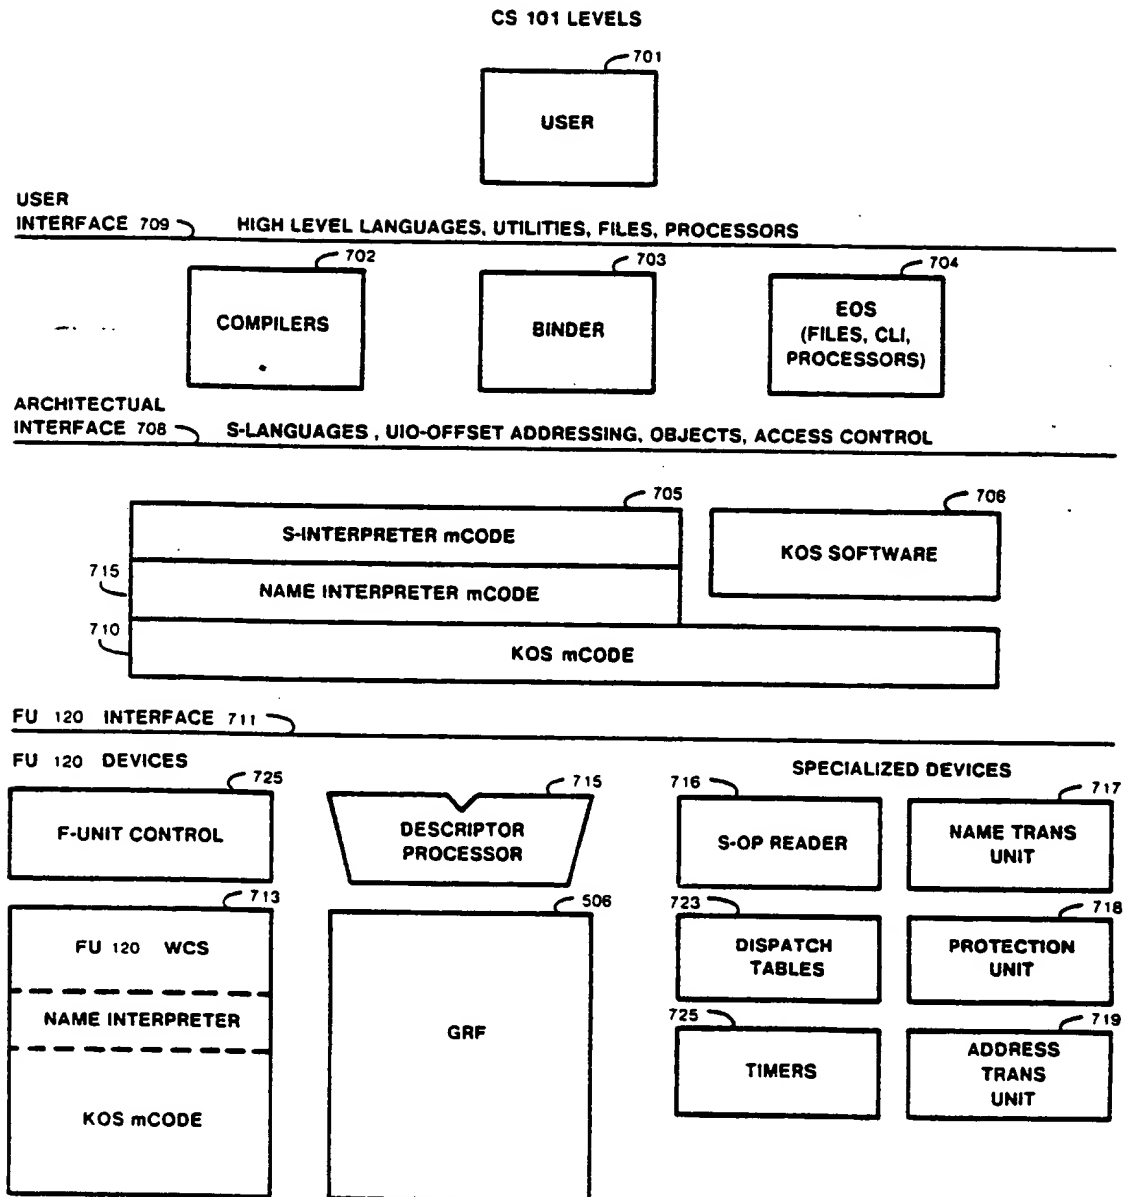 CS 101 LEVELS
701
USER
USER
INTERFACE 709
HIGH LEVEL LANGUAGES, UTILITIES, FILES, PROCESSORS
702
703
704
COMPILERS
BINDER
EOS
(FILES, CLI,
PROCESSORS)
ARCHITECTUAL
INTERFACE 708
S-LANGUAGES , UIO-OFFSET ADDRESSING, OBJECTS, ACCESS CONTROL
705
706
S-INTERPRETER mCODE
KOS SOFTWARE
715
NAME INTERPRETER mCODE
710
KOS mCODE
FU 120 INTERFACE 711
FU 120 DEVICES
SPECIALIZED DEVICES
725
715
716
717
F-UNIT CONTROL
DESCRIPTOR
PROCESSOR
S-OP READER
NAME TRANS
UNIT
713
506
723
718
FU 120 WCS
DISPATCH
TABLES
PROTECTION
UNIT
NAME INTERPRETER
GRF
725
719
TIMERS
ADDRESS
TRANS
UNIT
KOS mCODE